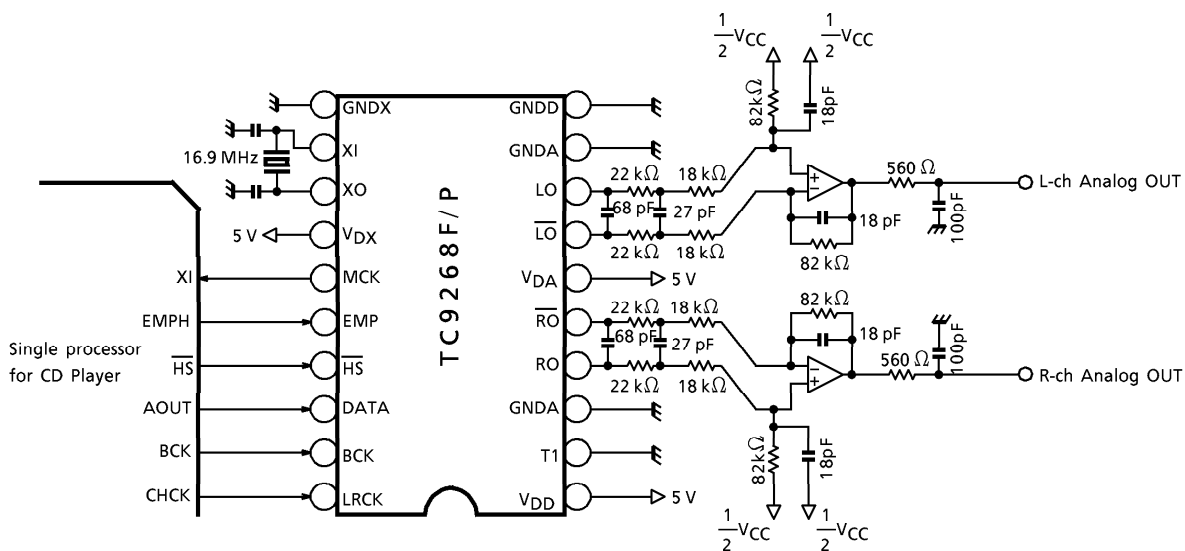 1/2 VCC
1/2 VCC
82kΩ
18pF
GNDX
GNDD
16.9 MHz
XI
GNDA
XO
LO
22 kΩ
18 kΩ
68 pF
27 pF
560 Ω
L-ch Analog OUT
100pF
18 pF
82 kΩ
5 V
VDX
L̅O̅
22 kΩ
18 kΩ
TC9268F/P
XI
MCK
VDA
5 V
EMPH
EMP
R̅O̅
22 kΩ
18 kΩ
82 kΩ
18 pF
68 pF
27 pF
Single processor
for CD Player
H̅S̅
H̅S̅
RO
22 kΩ
18 kΩ
560 Ω
100pF
R-ch Analog OUT
AOUT
DATA
GNDA
BCK
BCK
T1
82kΩ
18pF
CHCK
LRCK
VDD
5 V
1/2 VCC
1/2 VCC
+
−
−
+